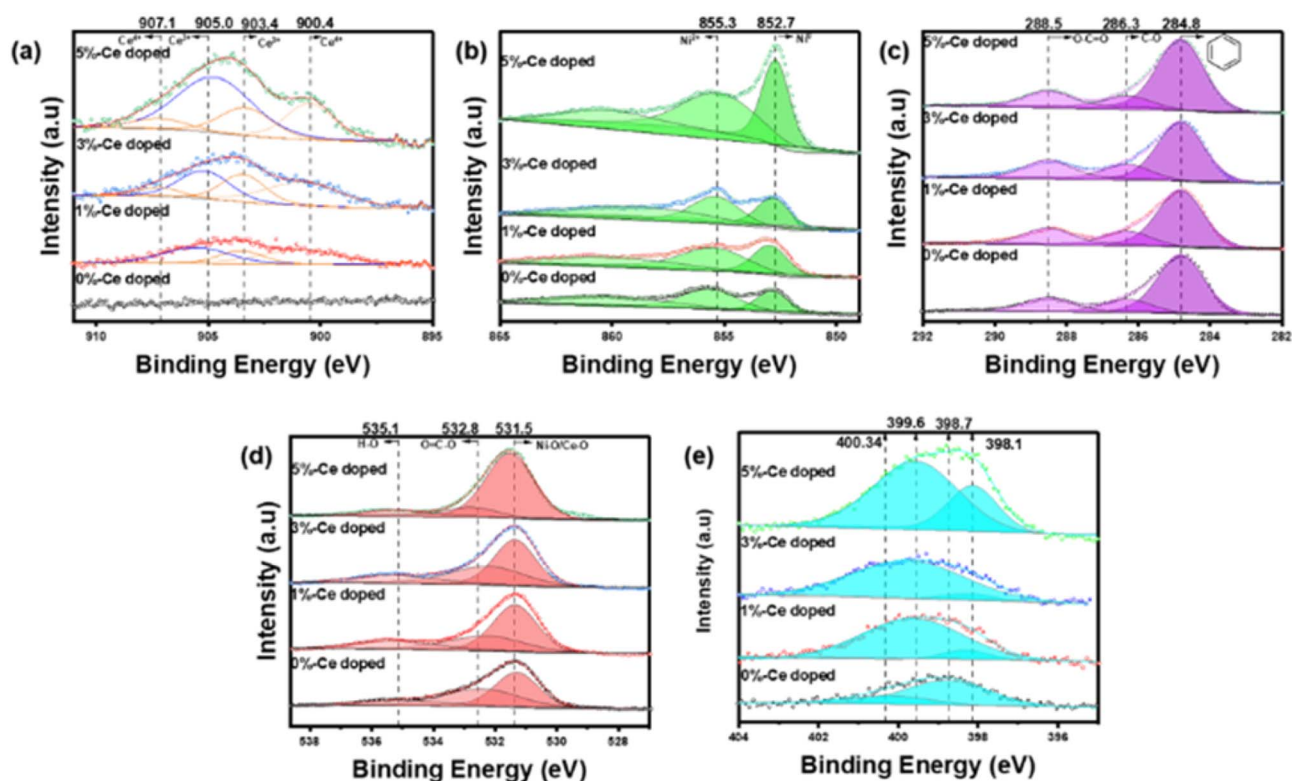 (a)
907.1 905.0 903.4 900.4
Ce⁴⁺ Ce³⁺ Ce³⁺ Ce⁴⁺
5%-Ce doped
3%-Ce doped
1%-Ce doped
0%-Ce doped
Intensity (a.u)
910 905 900 895
Binding Energy (eV)
(b)
855.3 852.7
Ni²⁺ Ni⁰
5%-Ce doped
3%-Ce doped
1%-Ce doped
0%-Ce doped
Intensity (a.u)
865 860 855 850
Binding Energy (eV)
(c)
288.5 286.3 284.8
O-C=O C-O
5%-Ce doped
3%-Ce doped
1%-Ce doped
0%-Ce doped
Intensity (a.u)
292 290 288 286 284 282
Binding Energy (eV)
(d)
535.1 532.8 531.5
H-O O=C-O Ni-O/Ce-O
5%-Ce doped
3%-Ce doped
1%-Ce doped
0%-Ce doped
Intensity (a.u)
538 536 534 532 530 528
Binding Energy (eV)
(e)
399.6 398.7
400.34 398.1
5%-Ce doped
3%-Ce doped
1%-Ce doped
0%-Ce doped
Intensity (a.u)
404 402 400 398 396
Binding Energy (eV)